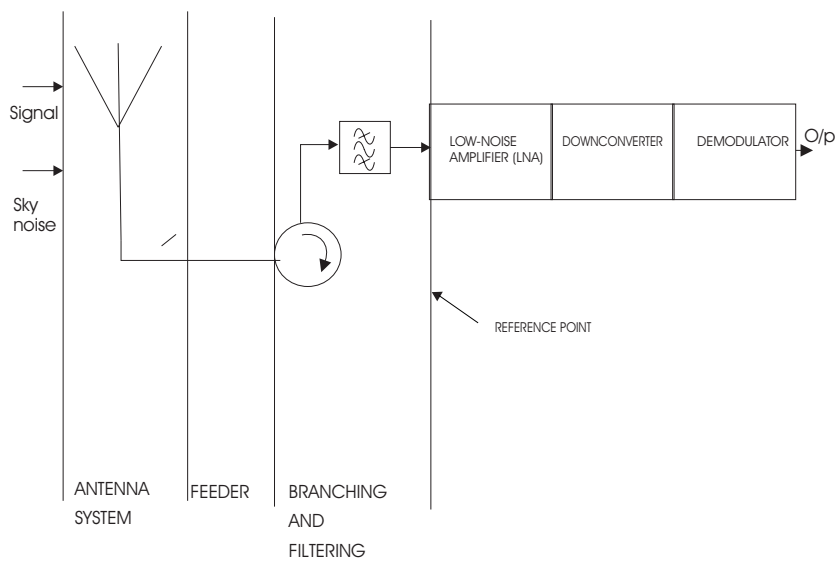 Signal
Sky
noise
LOW-NOISE
AMPLIFIER (LNA)
DOWNCONVERTER
DEMODULATOR
O/p
REFERENCE POINT
ANTENNA
SYSTEM
FEEDER
BRANCHING
AND
FILTERING